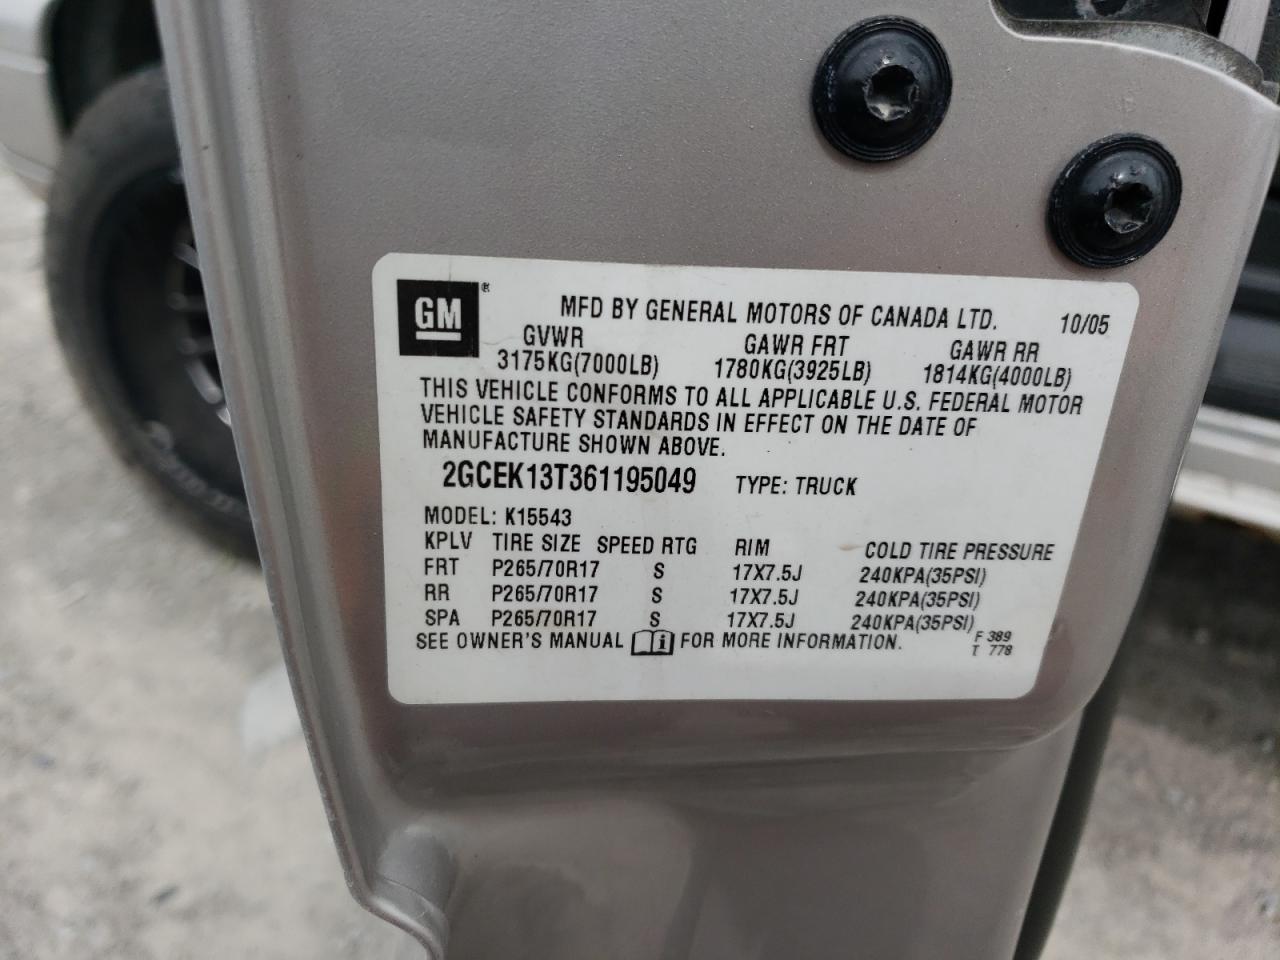 GM®
MFD BY GENERAL MOTORS OF CANADA LTD. 10/05
GVWR GAWR FRT GAWR RR
3175KG(7000LB) 1780KG(3925LB) 1814KG(4000LB)
THIS VEHICLE CONFORMS TO ALL APPLICABLE U.S. FEDERAL MOTOR
VEHICLE SAFETY STANDARDS IN EFFECT ON THE DATE OF
MANUFACTURE SHOWN ABOVE.
2GCEK13T361195049 TYPE: TRUCK
MODEL: K15543
KPLV TIRE SIZE SPEED RTG RIM COLD TIRE PRESSURE
FRT P265/70R17 S 17X7.5J 240KPA(35PSI)
RR P265/70R17 S 17X7.5J 240KPA(35PSI)
SPA P265/70R17 S 17X7.5J 240KPA(35PSI)
SEE OWNER'S MANUAL i FOR MORE INFORMATION. F 389
T 778